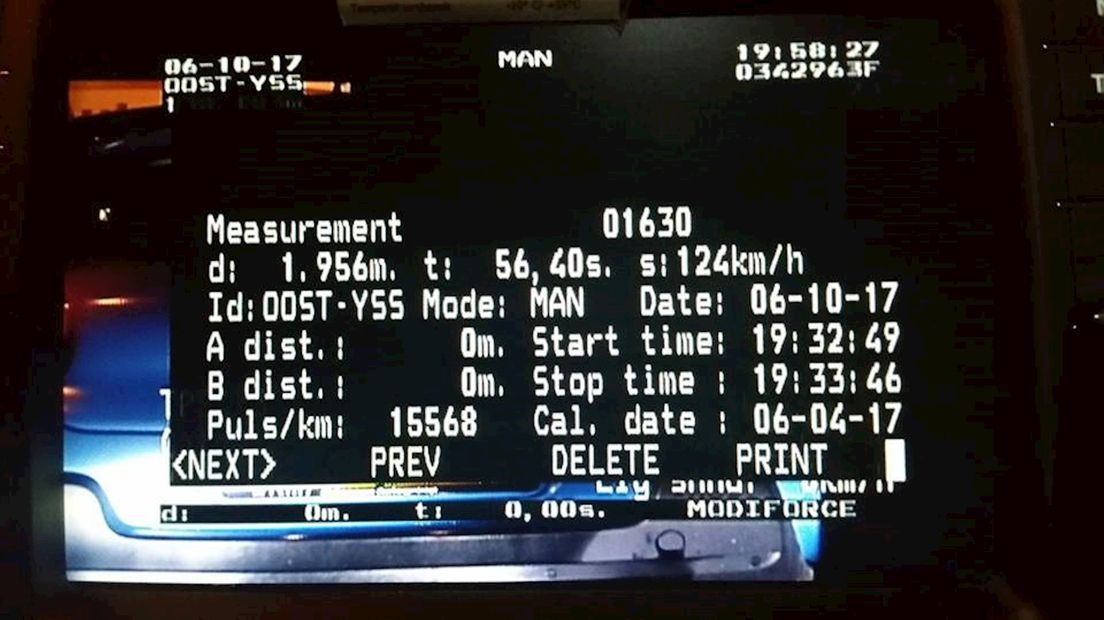 06-10-17 MAN 19:58:27
OOST-YSS 0342963F
1
Measurement 01630
d: 1.956m. t: 56,40s. s:124km/h
Id:OOST-YSS Mode: MAN Date: 06-10-17
A dist.: 0m. Start time: 19:32:49
B dist.: 0m. Stop time : 19:33:46
Puls/km: 15568 Cal. date : 06-04-17
<NEXT> PREV DELETE PRINT
d: 0m. t: 0,00s. MODIFORCE